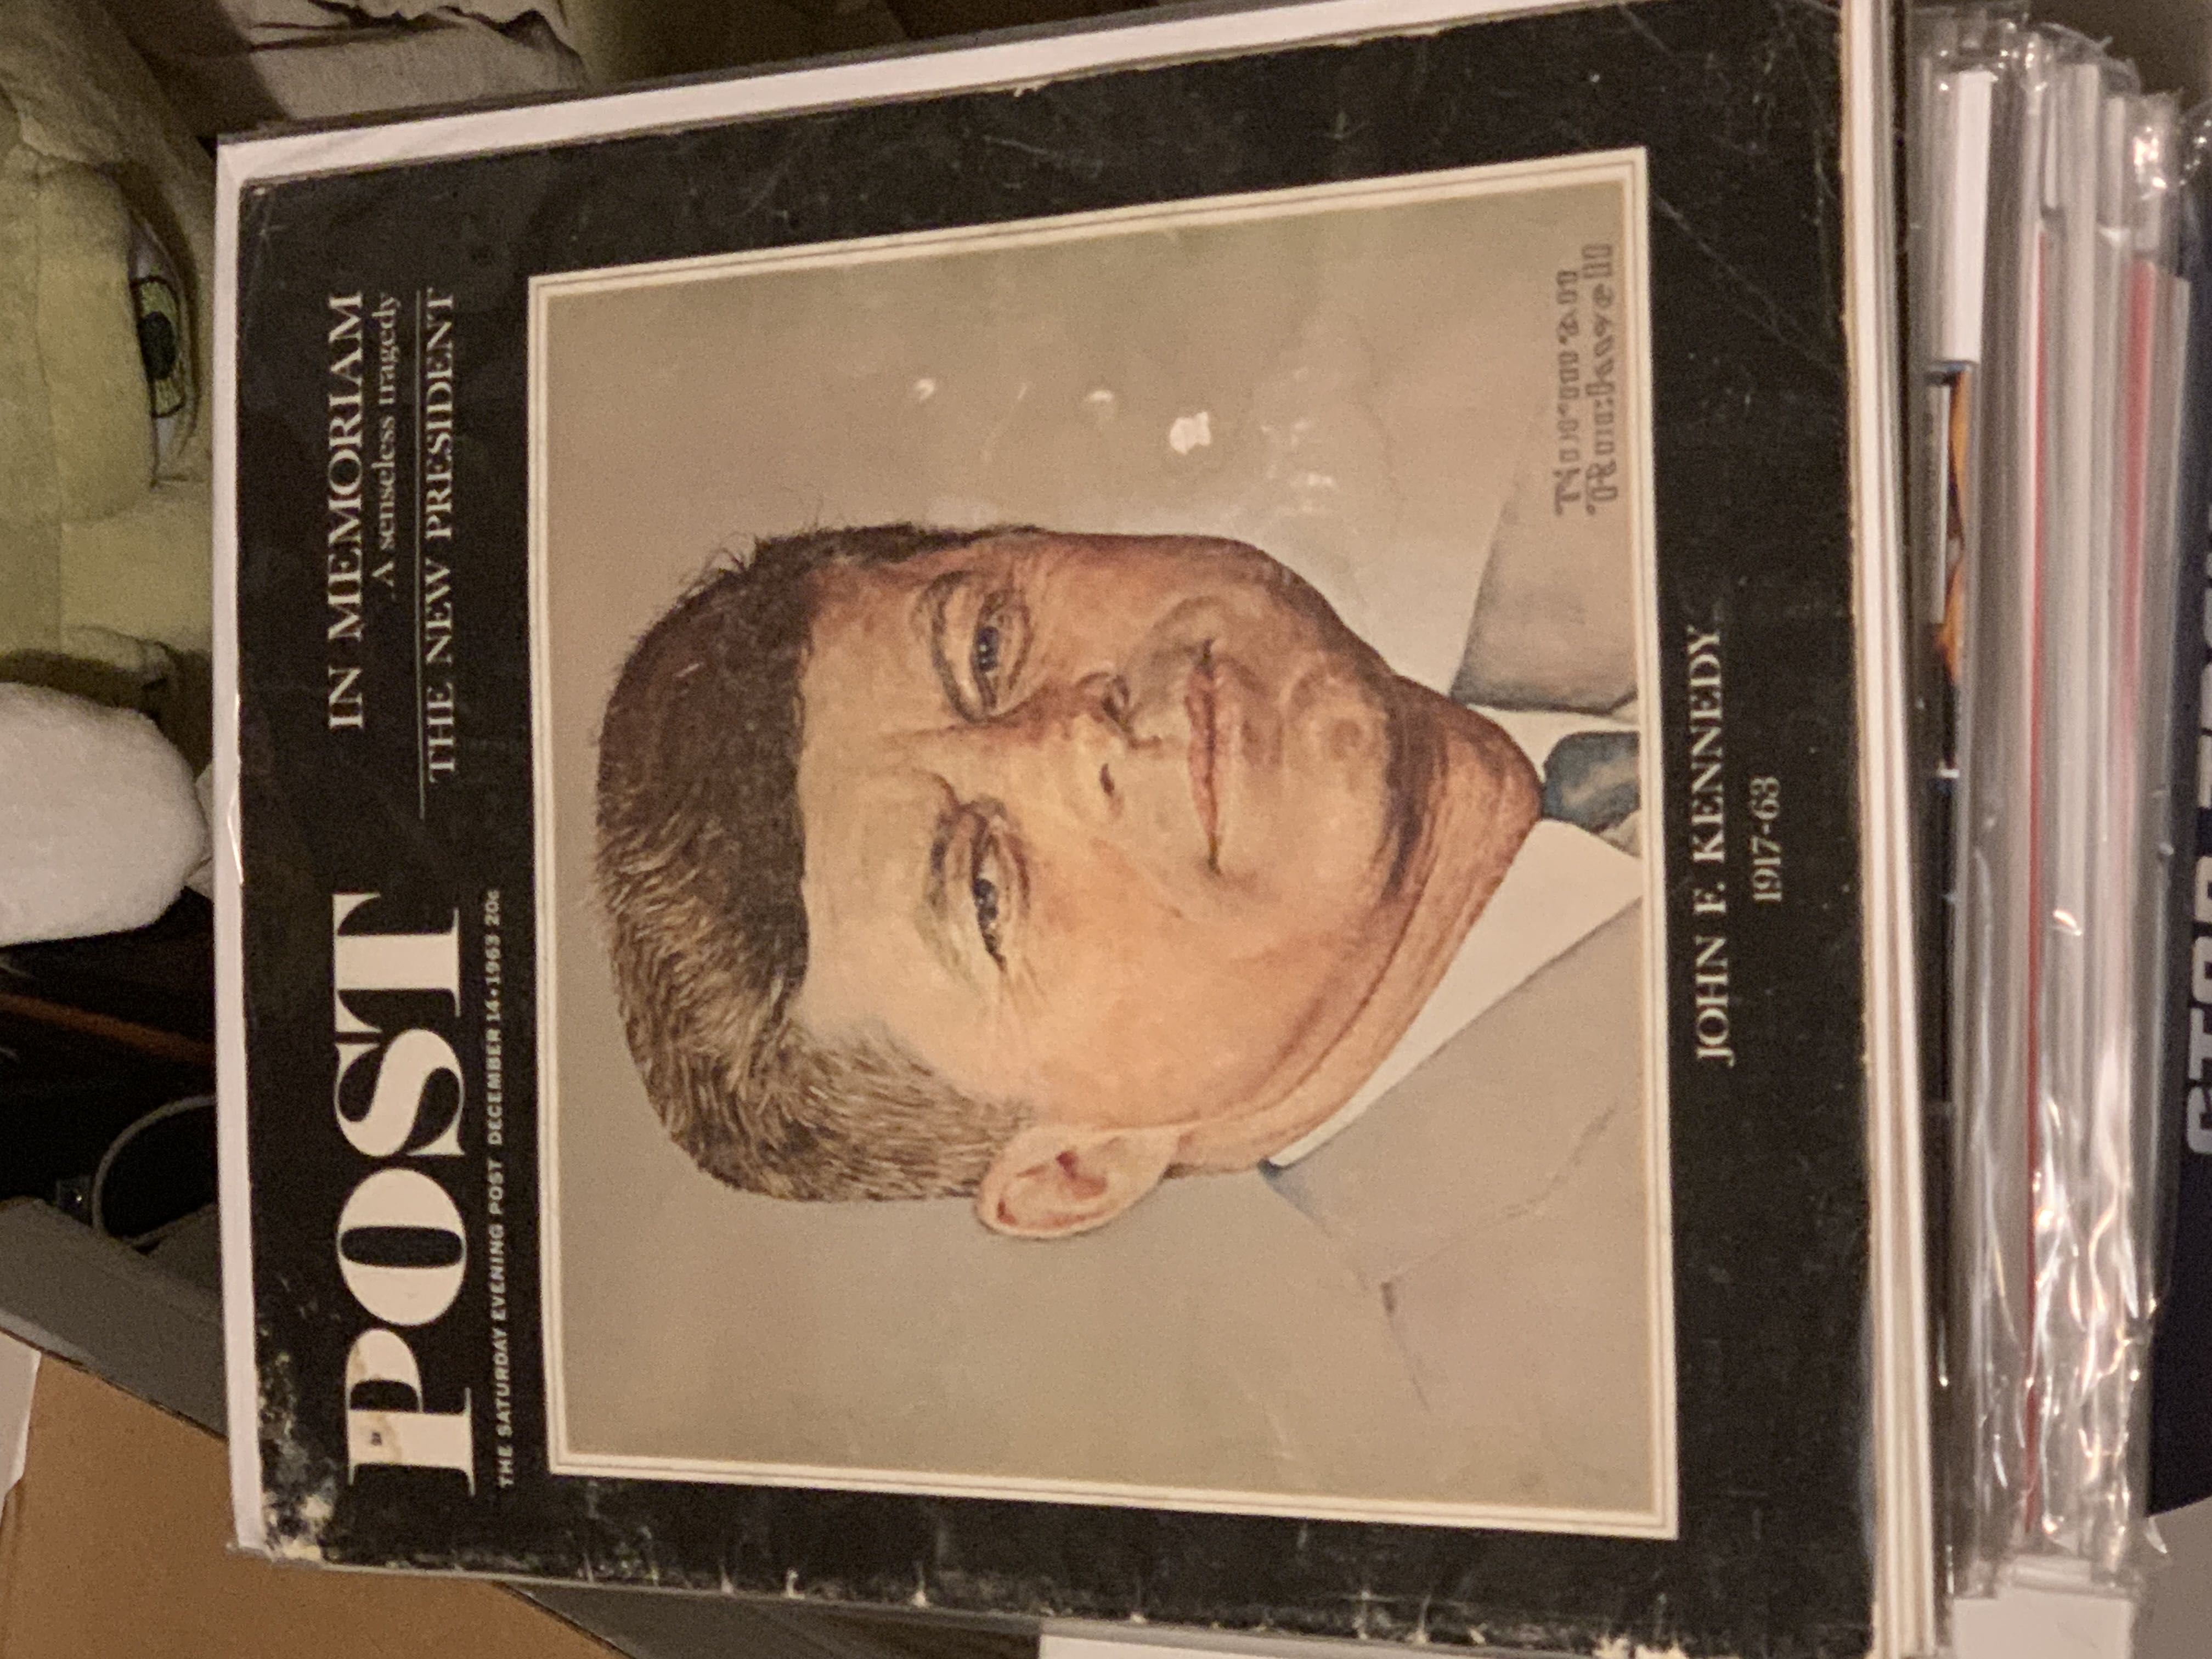 POST
THE SATURDAY EVENING POST DECEMBER 14•1963 20c
IN MEMORIAM
A senseless tragedy
THE NEW PRESIDENT
Norman
Rockwell
JOHN F. KENNEDY
1917-63